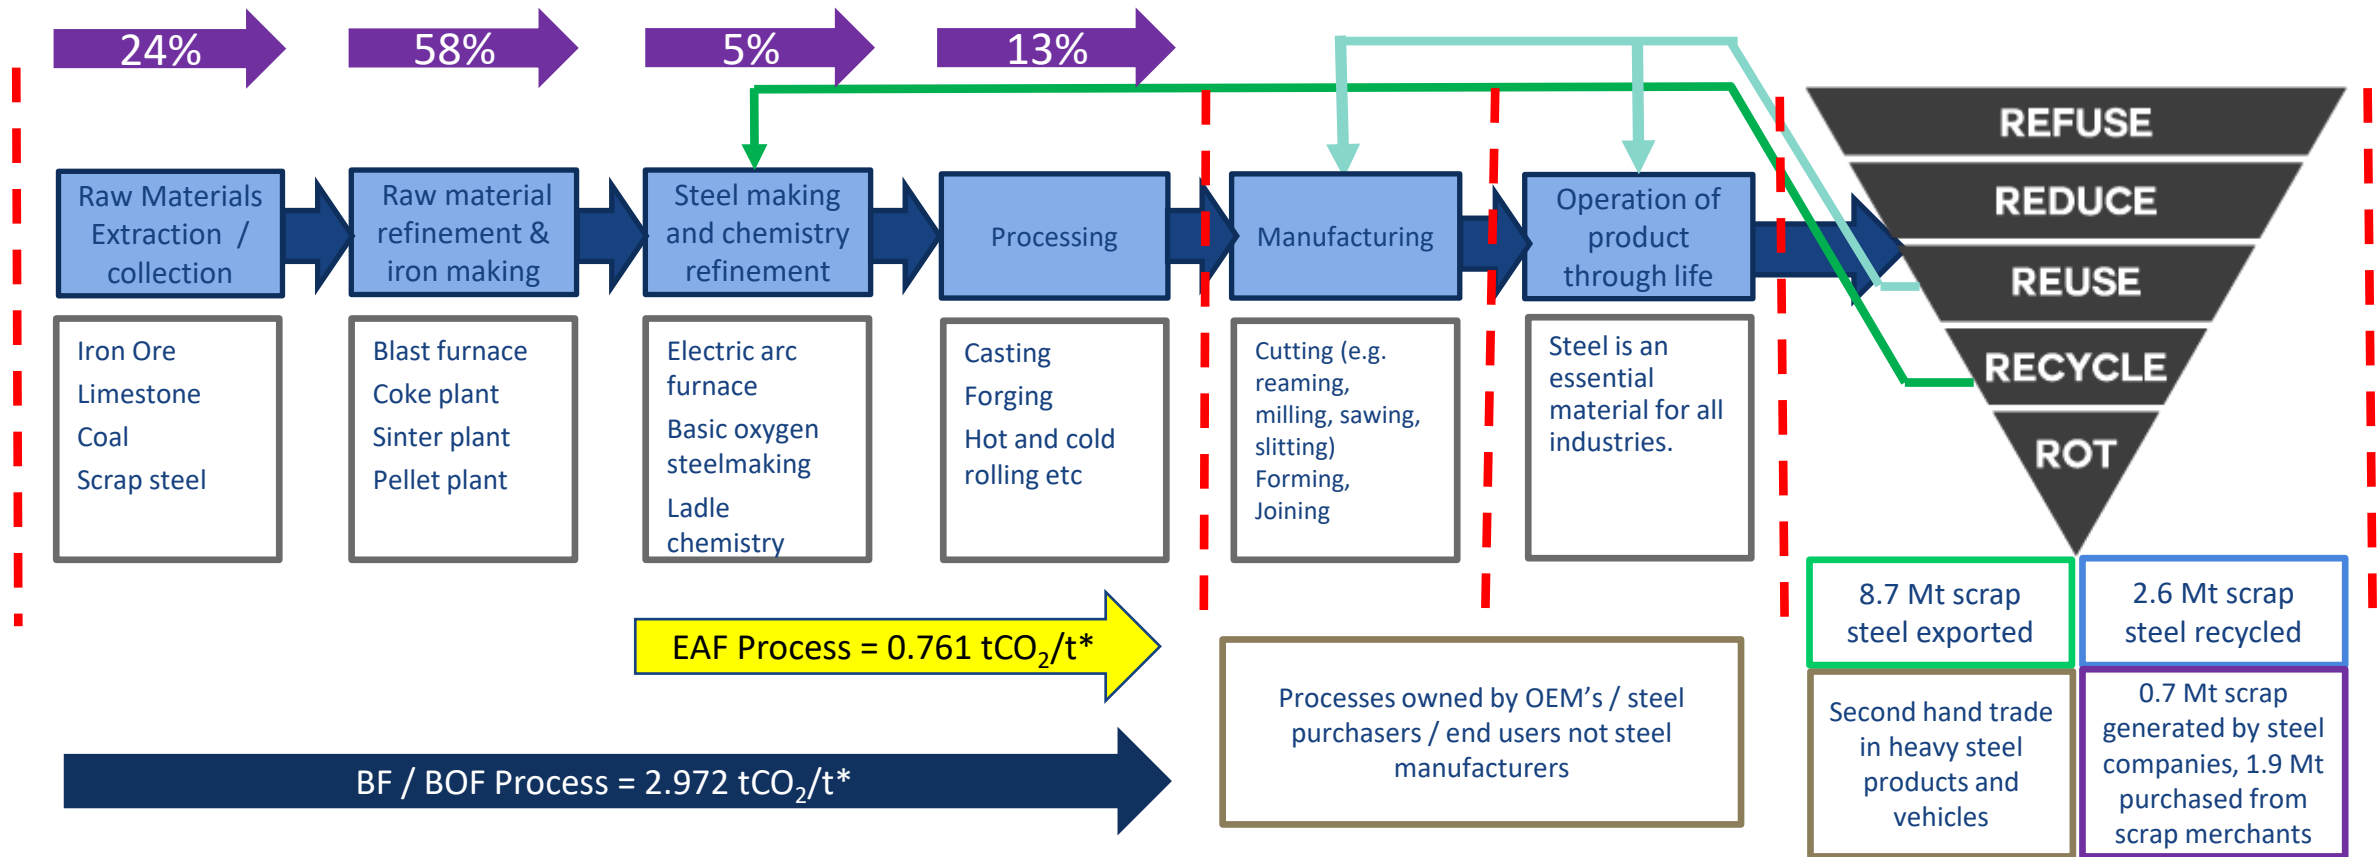 24%
58%
5%
13%
Raw Materials
Extraction /
collection
Raw material
refinement &
iron making
Steel making
and chemistry
refinement
Processing
Manufacturing
Operation of
product
through life
REFUSE
REDUCE
REUSE
RECYCLE
ROT
Iron Ore
Limestone
Coal
Scrap steel
Blast furnace
Coke plant
Sinter plant
Pellet plant
Electric arc
furnace
Basic oxygen
steelmaking
Ladle
chemistry
Casting
Forging
Hot and cold
rolling etc
Cutting (e.g.
reaming,
milling, sawing,
slitting)
Forming,
Joining
Steel is an
essential
material for all
industries.
EAF Process = 0.761 tCO₂/t*
BF / BOF Process = 2.972 tCO₂/t*
Processes owned by OEM’s / steel
purchasers / end users not steel
manufacturers
8.7 Mt scrap
steel exported
2.6 Mt scrap
steel recycled
Second hand trade
in heavy steel
products and
vehicles
0.7 Mt scrap
generated by steel
companies, 1.9 Mt
purchased from
scrap merchants